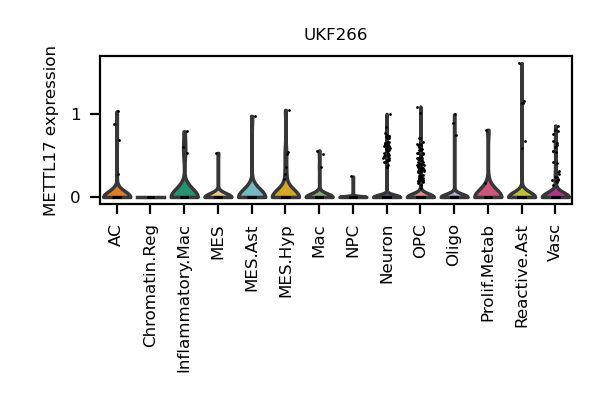 UKF266
METTL17 expression
1
0
AC
Chromatin.Reg
Inflammatory.Mac
MES
MES.Ast
MES.Hyp
Mac
NPC
Neuron
OPC
Oligo
Prolif.Metab
Reactive.Ast
Vasc